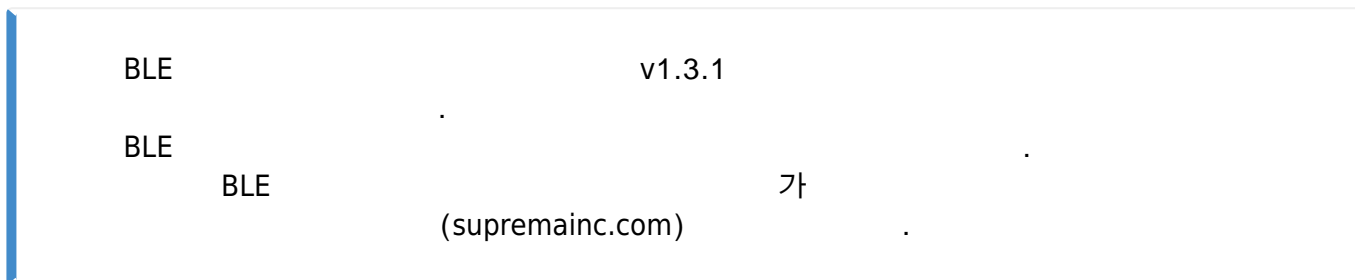 BLE v1.3.1
.
BLE .
BLE 가
(supremainc.com) .